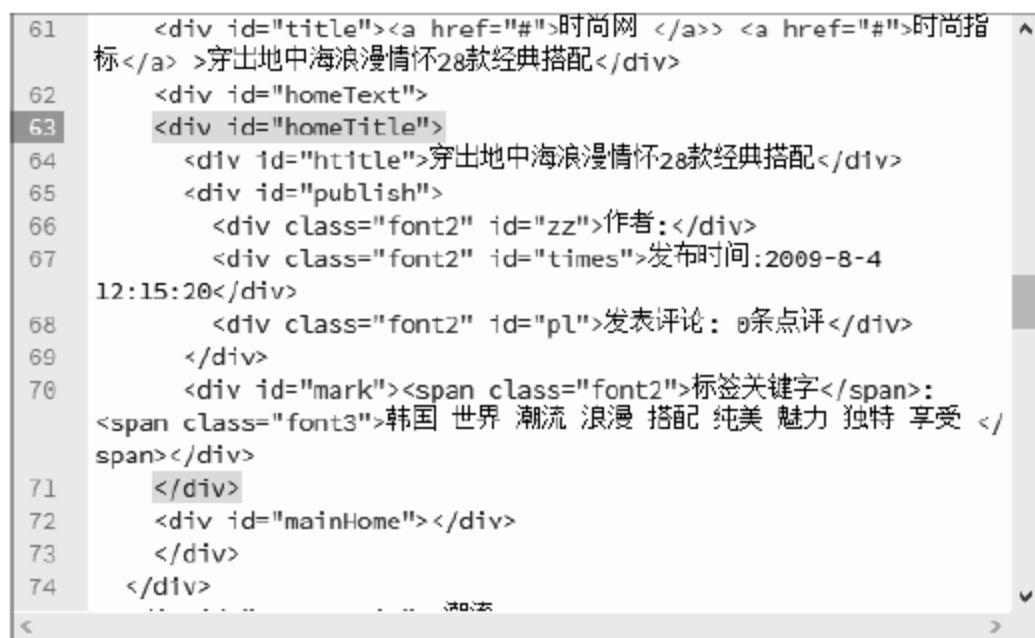 61 <div id="title"><a href="#">时尚网 </a>> <a href="#">时尚指
标</a> >穿出地中海浪漫情怀28款经典搭配</div>
62 <div id="homeText">
63 <div id="homeTitle">
64 <div id="htitle">穿出地中海浪漫情怀28款经典搭配</div>
65 <div id="publish">
66 <div class="font2" id="zz">作者:</div>
67 <div class="font2" id="times">发布时间:2009-8-4
12:15:20</div>
68 <div class="font2" id="pl">发表评论: 0条点评</div>
69 </div>
70 <div id="mark"><span class="font2">标签关键字</span>:
<span class="font3">韩国 世界 潮流 浪漫 搭配 纯美 魅力 独特 享受 </
span></div>
71 </div>
72 <div id="mainHome"></div>
73 </div>
74 </div>